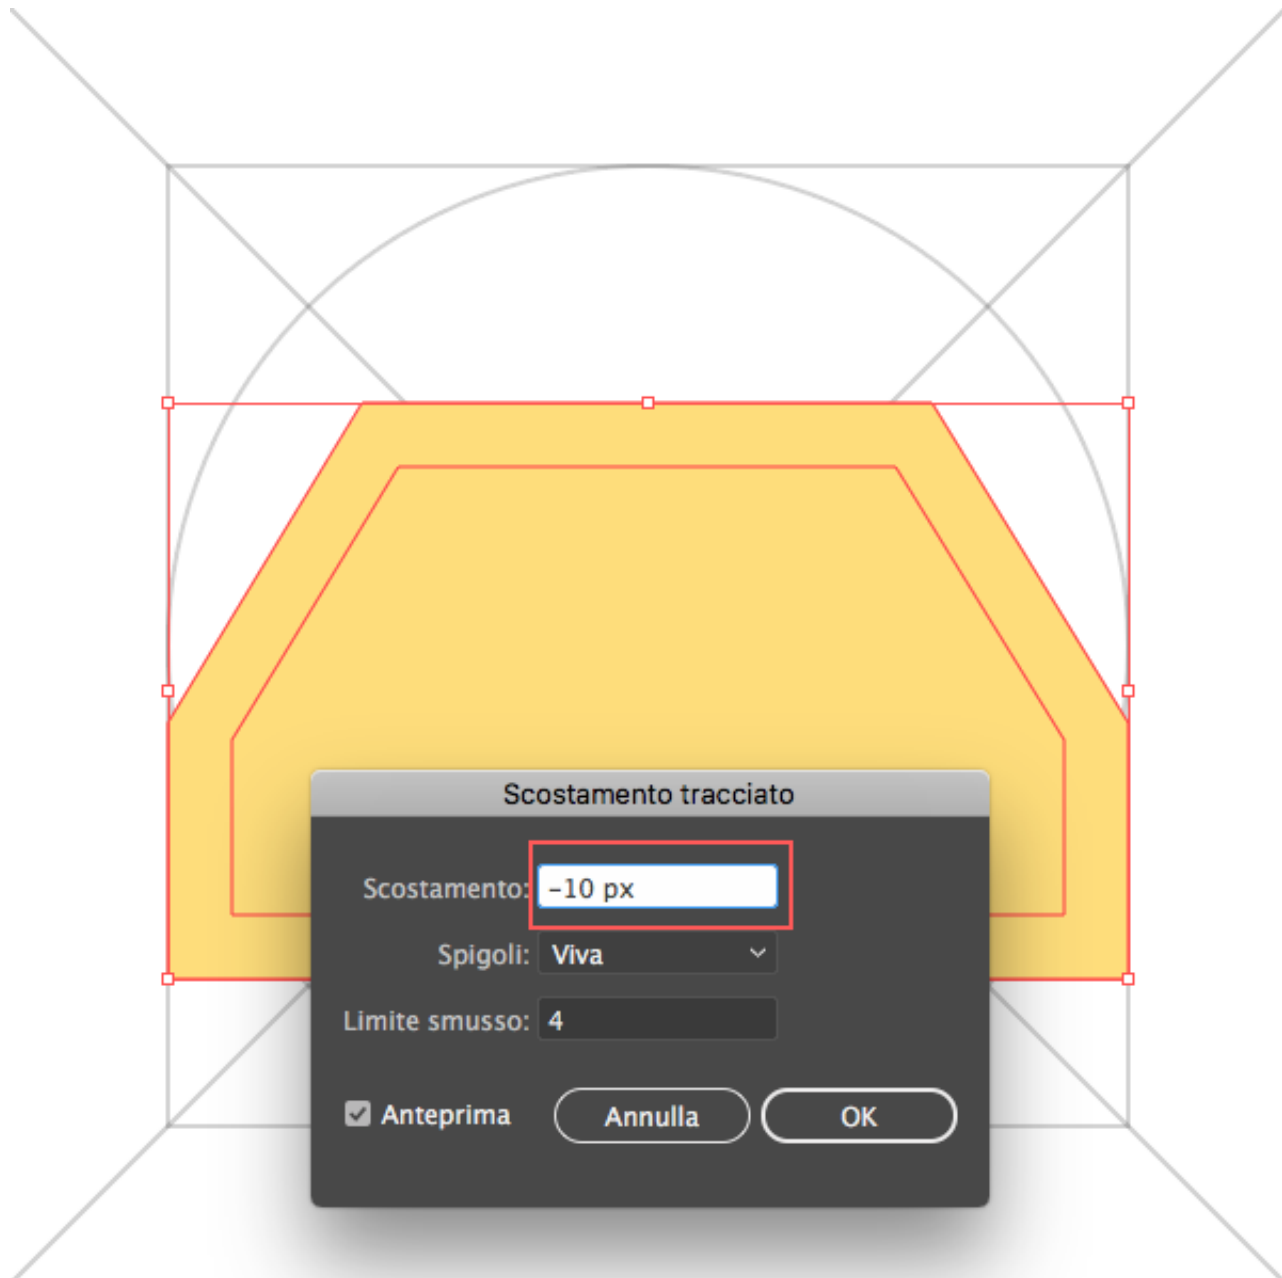 Scostamento tracciato
Scostamento: -10 px
Spigoli: Viva
Limite smusso: 4
Anteprima Annulla OK